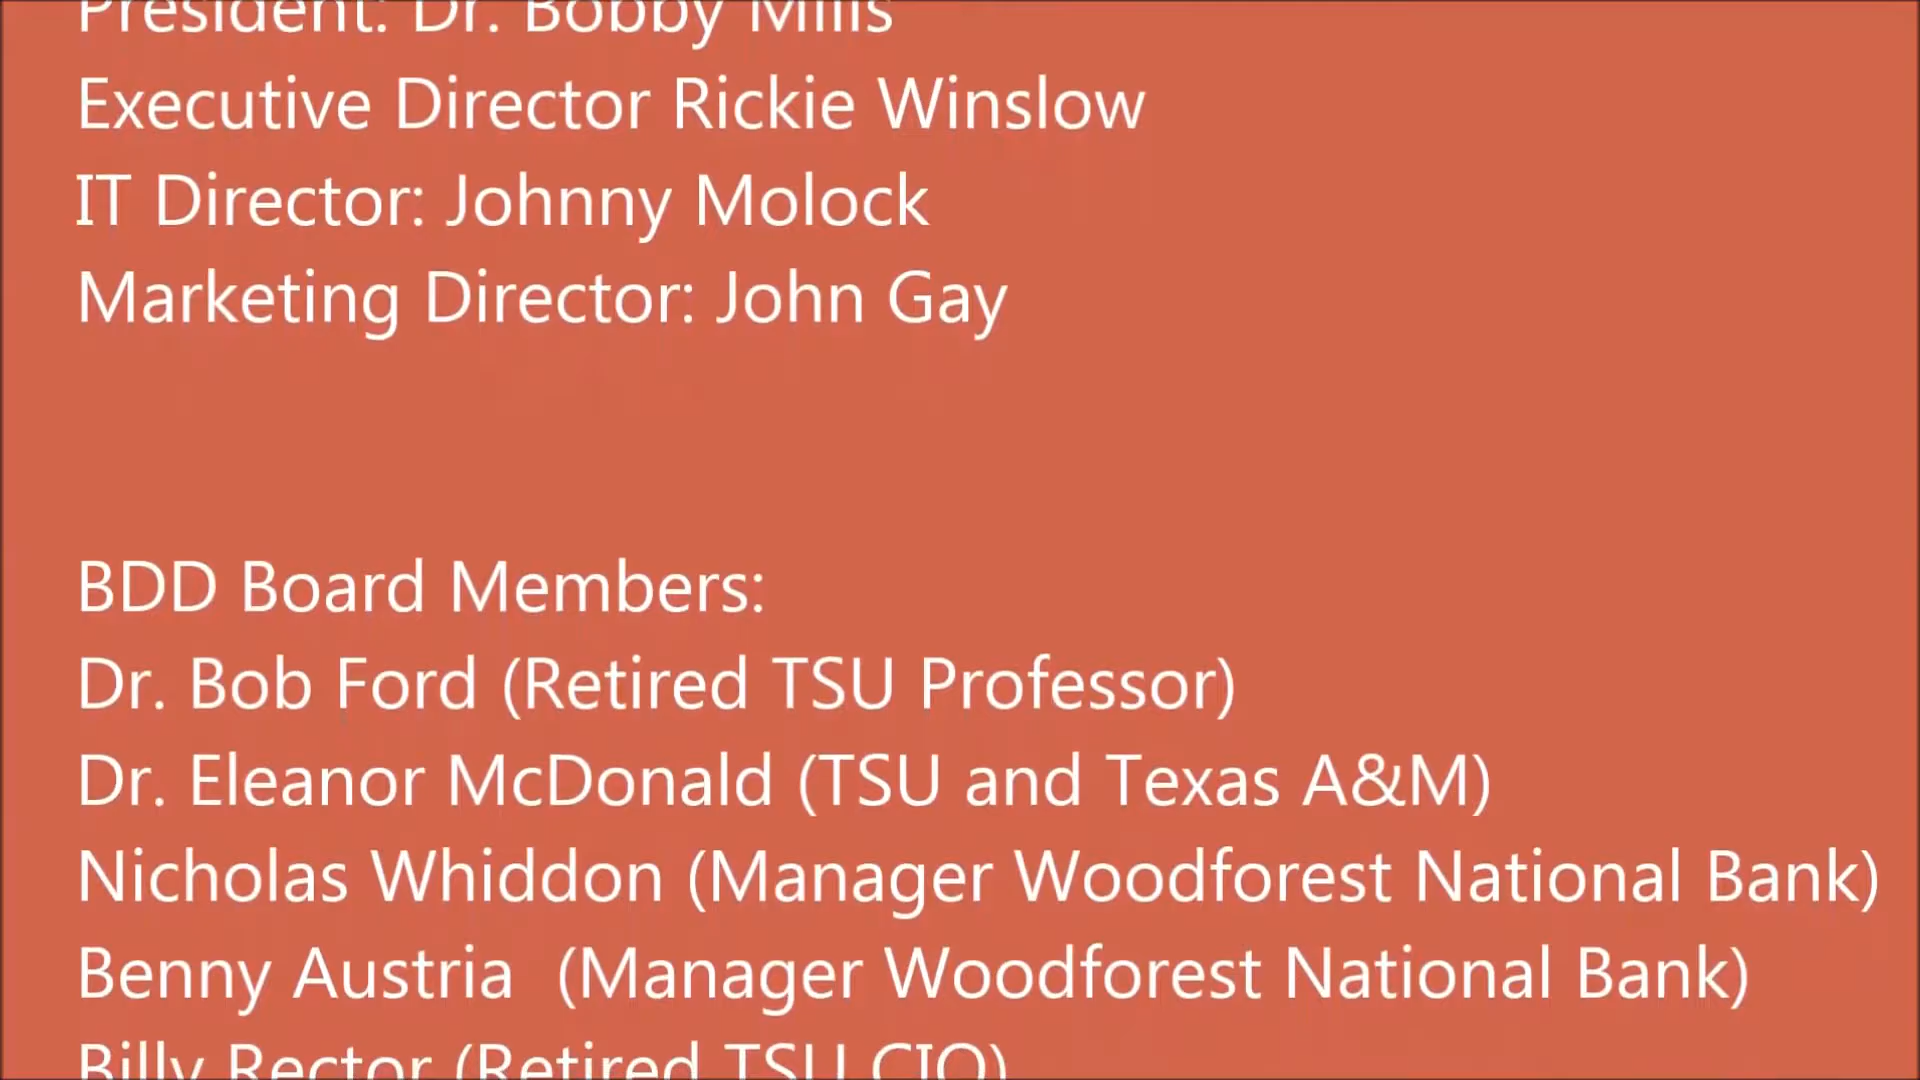 President: Dr. Bobby Mills
Executive Director Rickie Winslow
IT Director: Johnny Molock
Marketing Director: John Gay
BDD Board Members:
Dr. Bob Ford (Retired TSU Professor)
Dr. Eleanor McDonald (TSU and Texas A&M)
Nicholas Whiddon (Manager Woodforest National Bank)
Benny Austria  (Manager Woodforest National Bank)
Billy Rector (Retired TSU CIO)